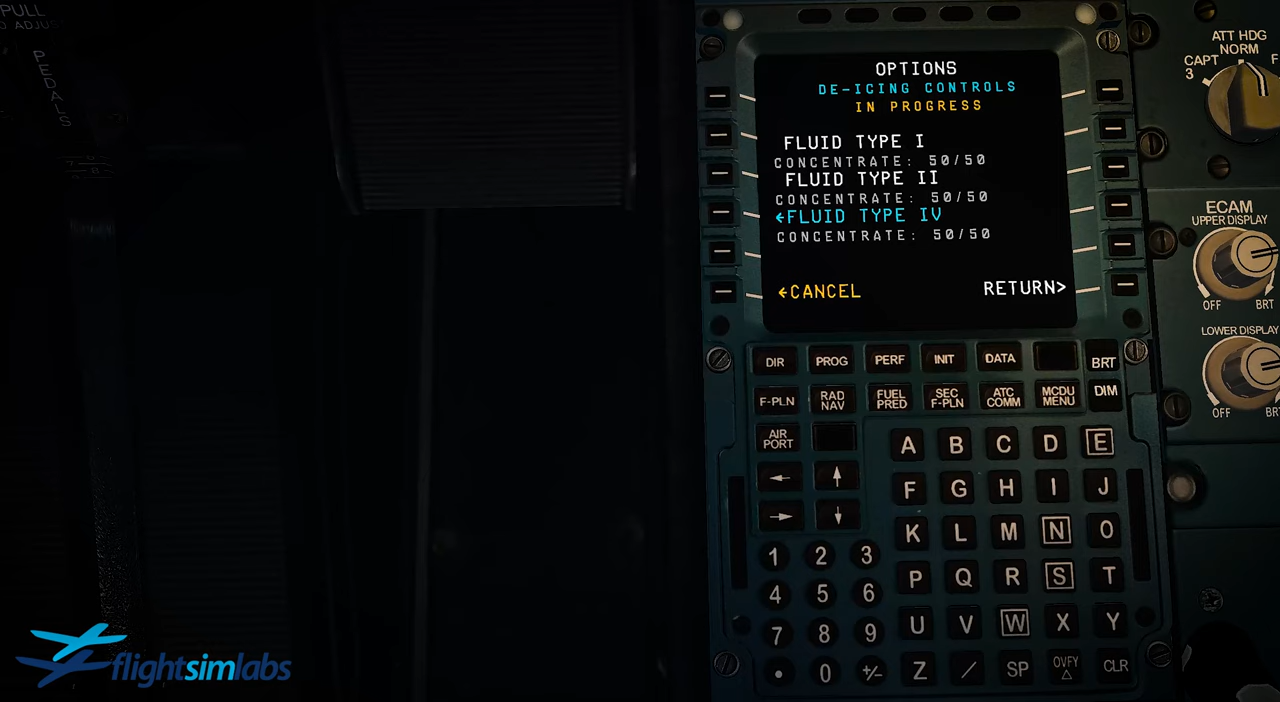 PULL
PEDALS
OPTIONS
DE-ICING CONTROLS
IN PROGRESS
FLUID TYPE I
CONCENTRATE: 50/50
FLUID TYPE II
CONCENTRATE: 50/50
←FLUID TYPE IV
CONCENTRATE: 50/50
←CANCEL RETURN>
DIR PROG PERF INIT DATA BRT
F-PLN RAD NAV FUEL PRED SEC F-PLN ATC COMM MCDU MENU DIM
AIR PORT
A B C D E
← ↑ F G H I J
→ ↓ K L M N O
1 2 3
P Q R S T
4 5 6
U V W X Y
7 8 9
. 0 +/- Z / SP OVFY △ CLR
ATT HDG
NORM
CAPT
3
F
ECAM
UPPER DISPLAY
OFF BRT
LOWER DISPLAY
OFF BR
flightsimlabs